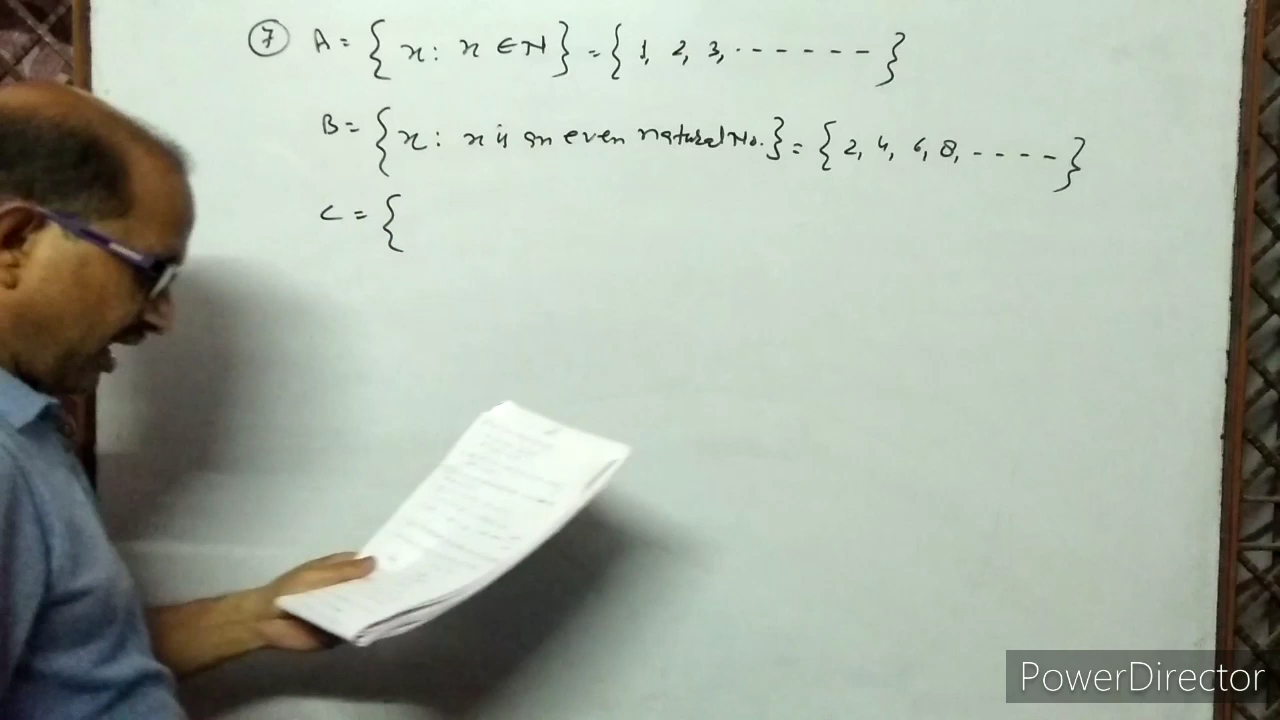 ⑦ A = { x : x ∈ N } = { 1, 2, 3, ------ }
B = { x : x is an even natural No. } = { 2, 4, 6, 8, ---- }
C = {
PowerDirector